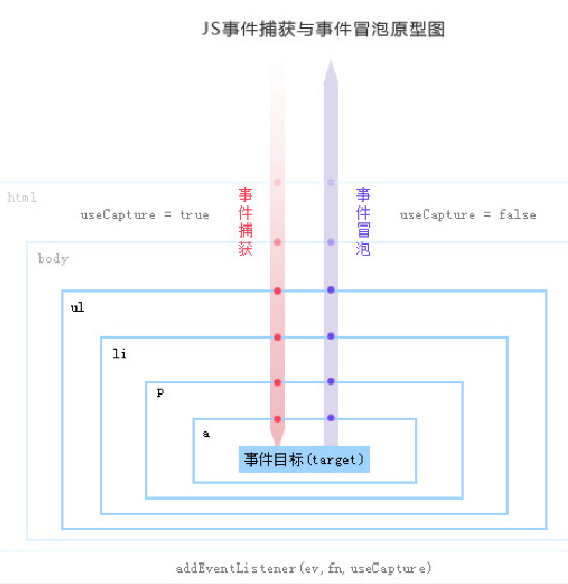 JS事件捕获与事件冒泡原型图
html
useCapture = true
事件捕获
事件冒泡
useCapture = false
body
ul
li
p
a
事件目标(target)
addEventListener(ev, fn, useCapture)